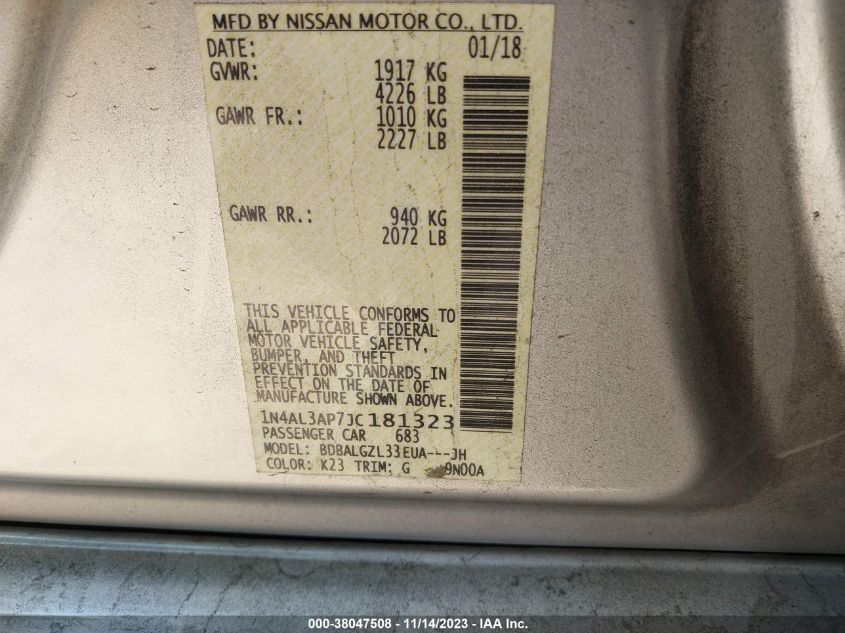 MFD BY NISSAN MOTOR CO., LTD.
DATE: 01/18
GVWR: 1917 KG
4226 LB
GAWR FR.: 1010 KG
2227 LB
GAWR RR.: 940 KG
2072 LB
THIS VEHICLE CONFORMS TO
ALL APPLICABLE FEDERAL
MOTOR VEHICLE SAFETY,
BUMPER, AND THEFT
PREVENTION STANDARDS IN
EFFECT ON THE DATE OF
MANUFACTURE SHOWN ABOVE.
1N4AL3AP7JC181323
PASSENGER CAR 683
MODEL: BDBALGZL33EUA---JH
COLOR: K23 TRIM: G 9N00A
000-38047508 - 11/14/2023 - © IAA Inc.